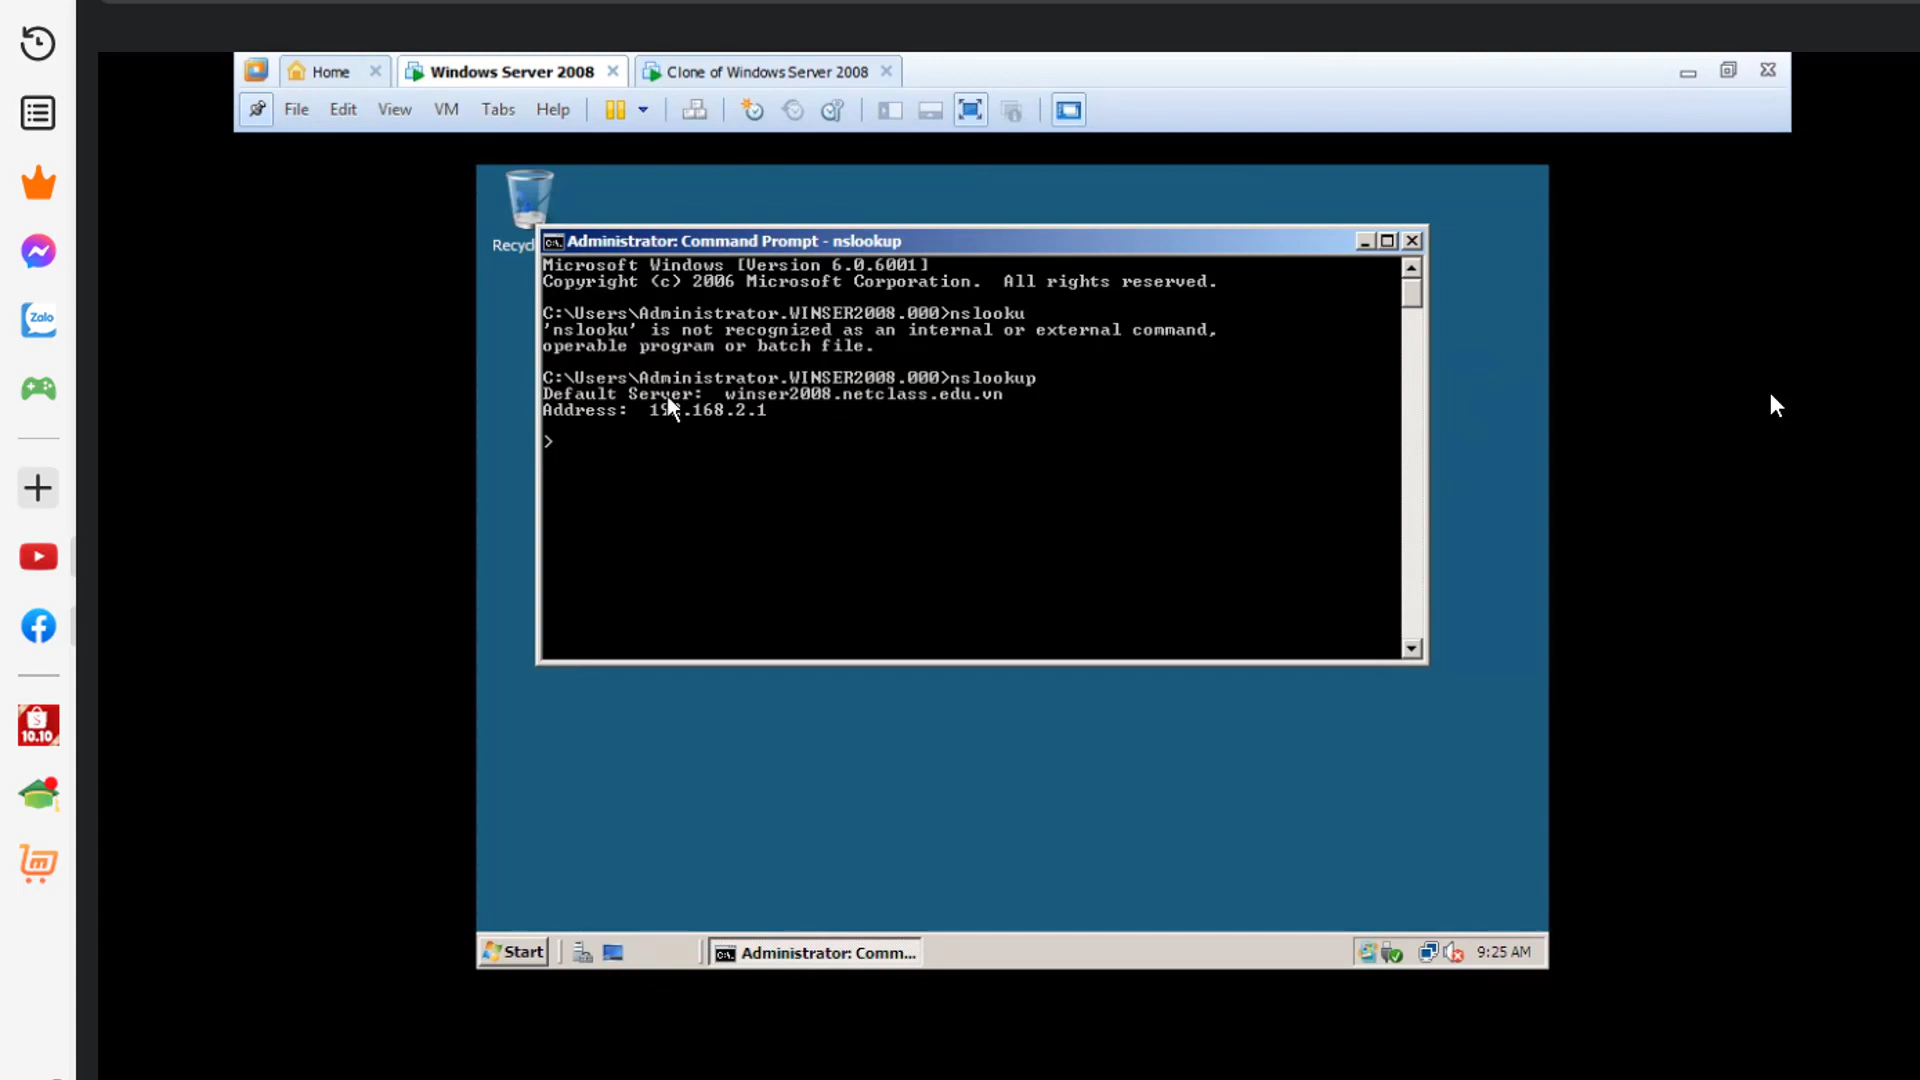 Home
Windows Server 2008
Clone of Windows Server 2008
File Edit View VM Tabs Help
Administrator: Command Prompt - nslookup
Microsoft Windows [Version 6.0.6001]
Copyright (c) 2006 Microsoft Corporation. All rights reserved.
C:\Users\Administrator.WINSER2008.000>nslooku
'nslooku' is not recognized as an internal or external command,
operable program or batch file.
C:\Users\Administrator.WINSER2008.000>nslookup
Default Server: winser2008.netclass.edu.vn
Address: 192.168.2.1
>
Zalo
10.10
Start
Administrator: Comm...
9:25 AM